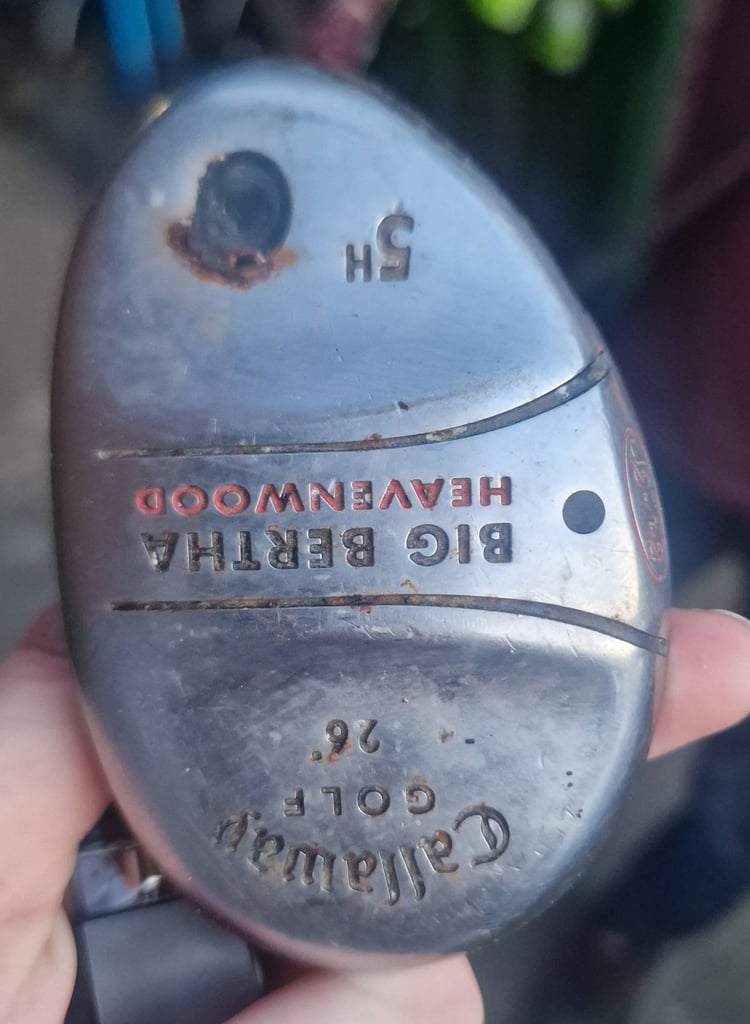 Callaway
GOLF
26°
BIG BERTHA
HEAVENWOOD
5H